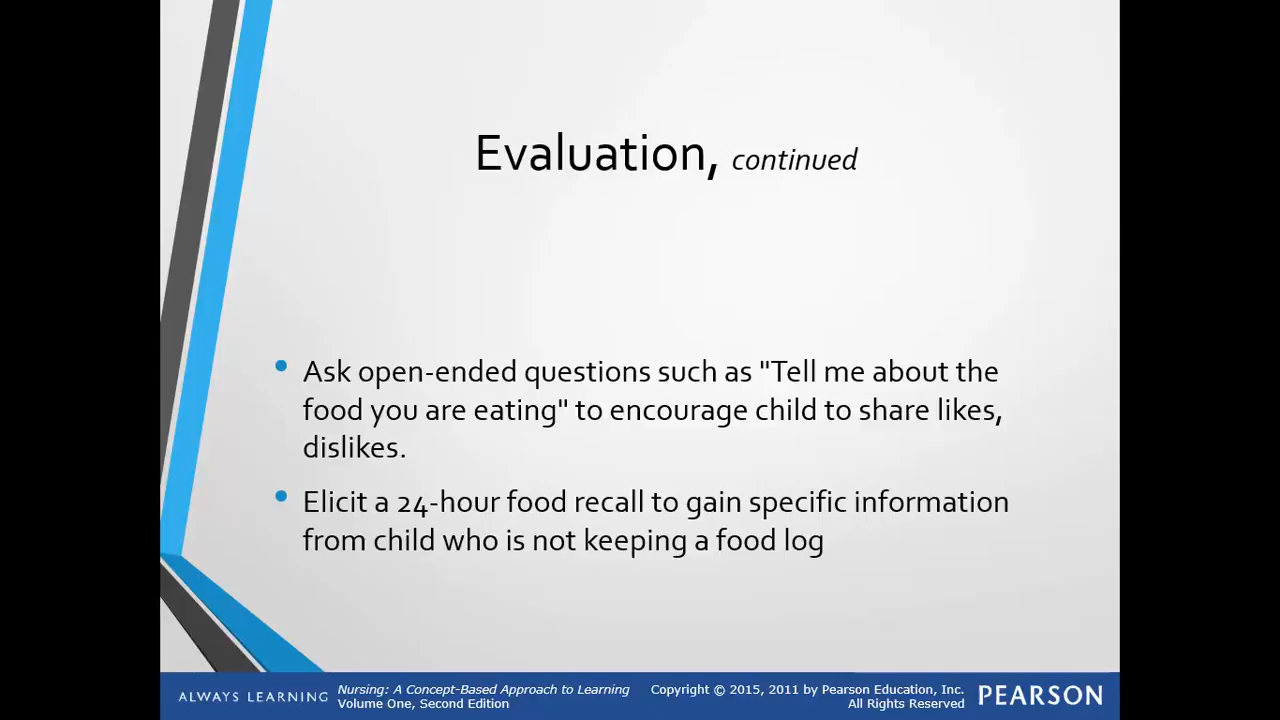 Evaluation, continued
• Ask open-ended questions such as "Tell me about the
food you are eating" to encourage child to share likes,
dislikes.
• Elicit a 24-hour food recall to gain specific information
from child who is not keeping a food log
ALWAYS LEARNING
Nursing: A Concept-Based Approach to Learning
Volume One, Second Edition
Copyright © 2015, 2011 by Pearson Education, Inc.
All Rights Reserved
PEARSON